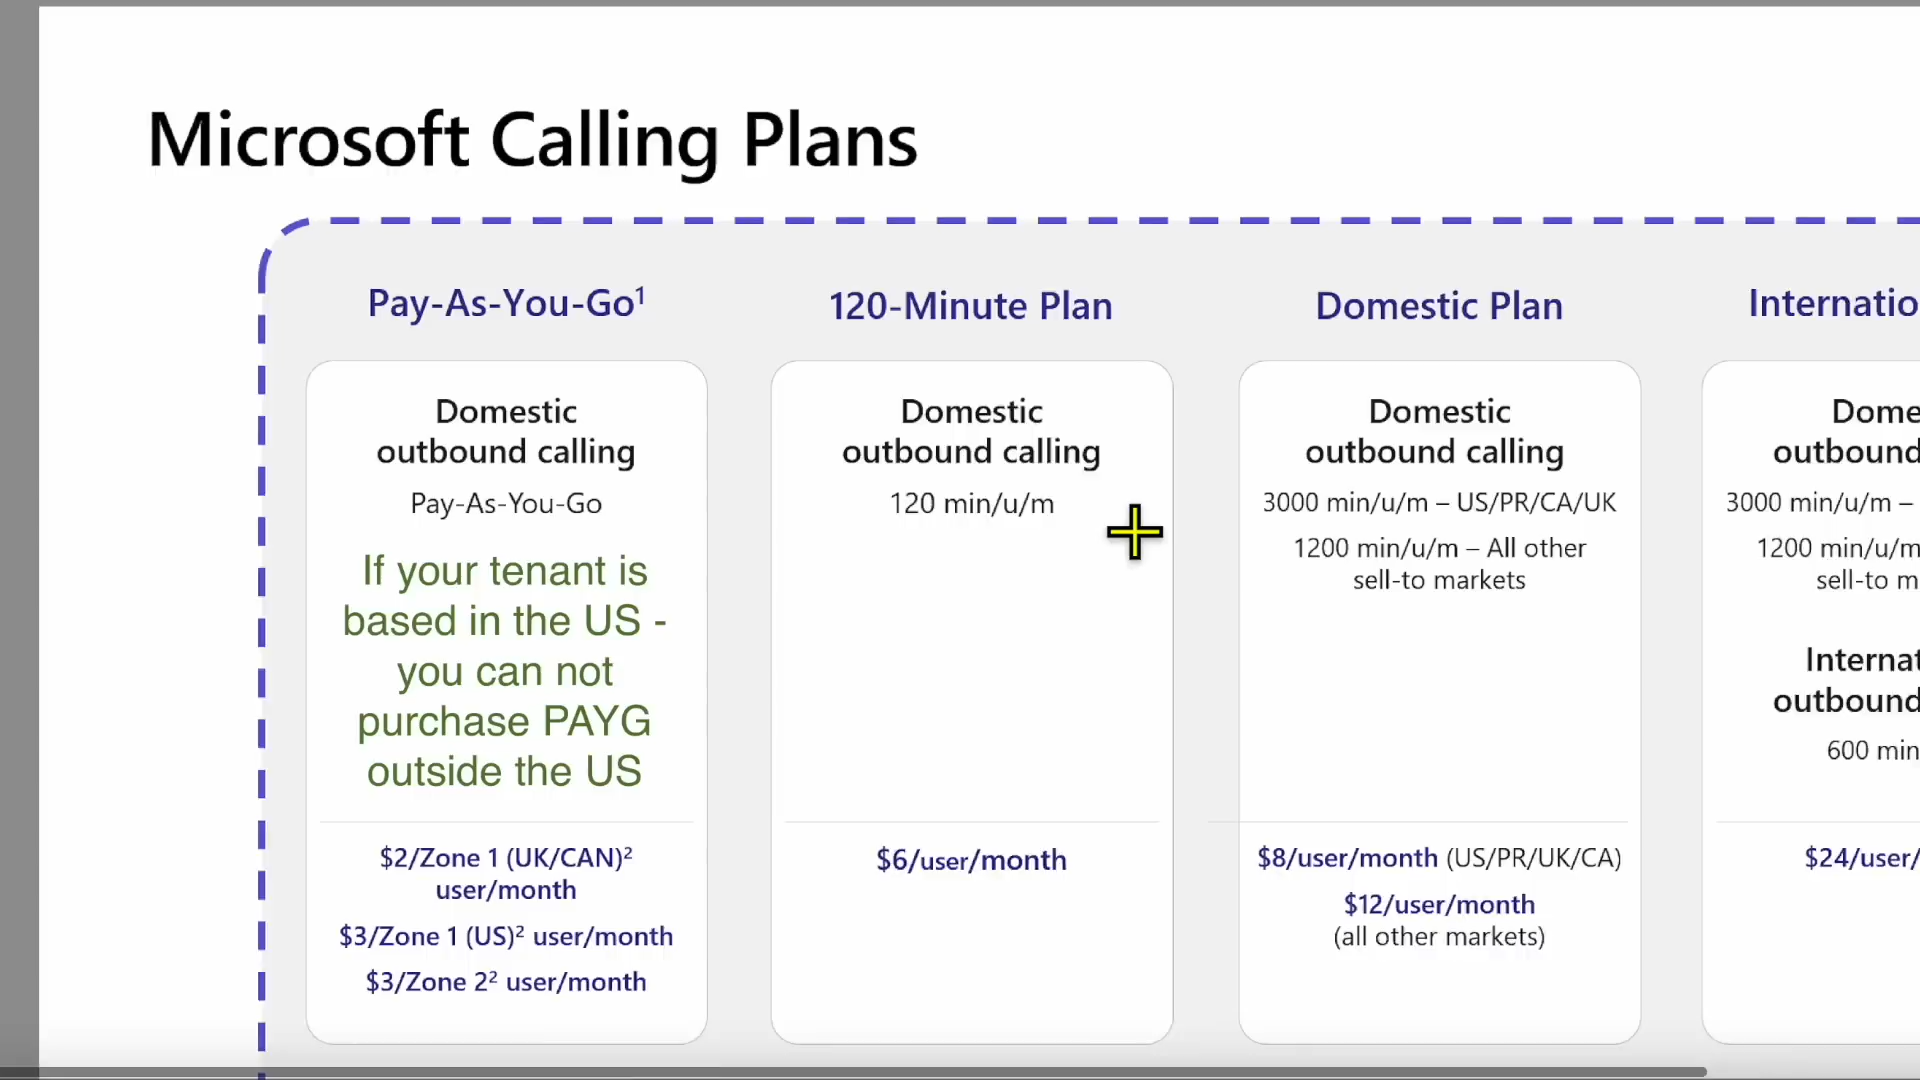 Microsoft Calling Plans
Pay-As-You-Go¹
Domestic
outbound calling
Pay-As-You-Go
If your tenant is
based in the US -
you can not
purchase PAYG
outside the US
$2/Zone 1 (UK/CAN)²
user/month
$3/Zone 1 (US)² user/month
$3/Zone 2² user/month
120-Minute Plan
Domestic
outbound calling
120 min/u/m
$6/user/month
Domestic Plan
Domestic
outbound calling
3000 min/u/m – US/PR/CA/UK
1200 min/u/m – All other
sell-to markets
$8/user/month (US/PR/UK/CA)
$12/user/month
(all other markets)
Internatio
Dome
outbound
3000 min/u/m –
1200 min/u/m
sell-to m
Internat
outbound
600 min
$24/user/